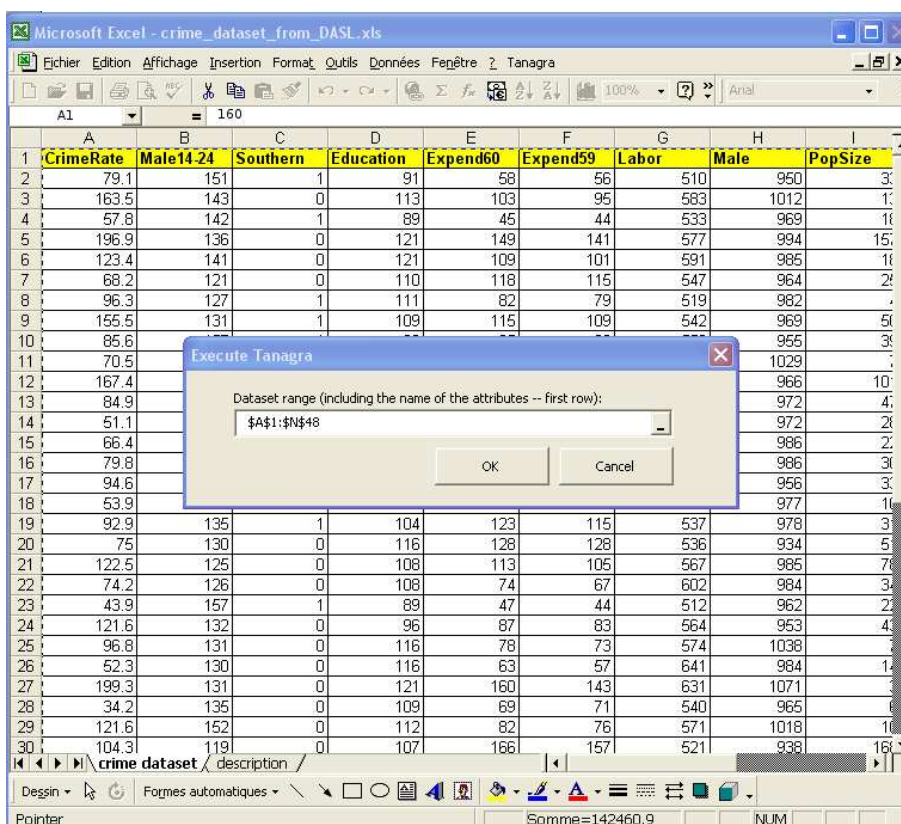 Microsoft Excel - crime_dataset_from_DASL.xls
Fichier Edition Affichage Insertion Format Outils Données Fenêtre ? Tanagra
100% Arial
A1 = 160
A B C D E F G H I
1 CrimeRate Male14-24 Southern Education Expend60 Expend59 Labor Male PopSize
2 79.1 151 1 91 58 56 510 950
3 163.5 143 0 113 103 95 583 1012
4 57.8 142 1 89 45 44 533 969
5 196.9 136 0 121 149 141 577 994
6 123.4 141 0 121 109 101 591 985
7 68.2 121 0 110 118 115 547 964
8 96.3 127 1 111 82 79 519 982
9 155.5 131 1 109 115 109 542 969
10 85.6 955
11 70.5 1029
12 167.4 966
13 84.9 972
14 51.1 972
15 66.4 986
16 79.8 986
17 94.6 956
18 53.9 977
Execute Tanagra
Dataset range (including the name of the attributes -- first row):
$A$1:$N$48
OK Cancel
19 92.9 135 1 104 123 115 537 978
20 75 130 0 116 128 128 536 934
21 122.5 125 0 108 113 105 567 985
22 74.2 126 0 108 74 67 602 984
23 43.9 157 1 89 47 44 512 962
24 121.6 132 0 96 87 83 564 953
25 96.8 131 0 116 78 73 574 1038
26 52.3 130 0 116 63 57 641 984
27 199.3 131 0 121 160 143 631 1071
28 34.2 135 0 109 69 71 540 965
29 121.6 152 0 112 82 76 571 1018
30 104.3 119 0 107 166 157 521 938
crime dataset description
Dessin Formes automatiques
Pointer Somme=142460.9 NUM